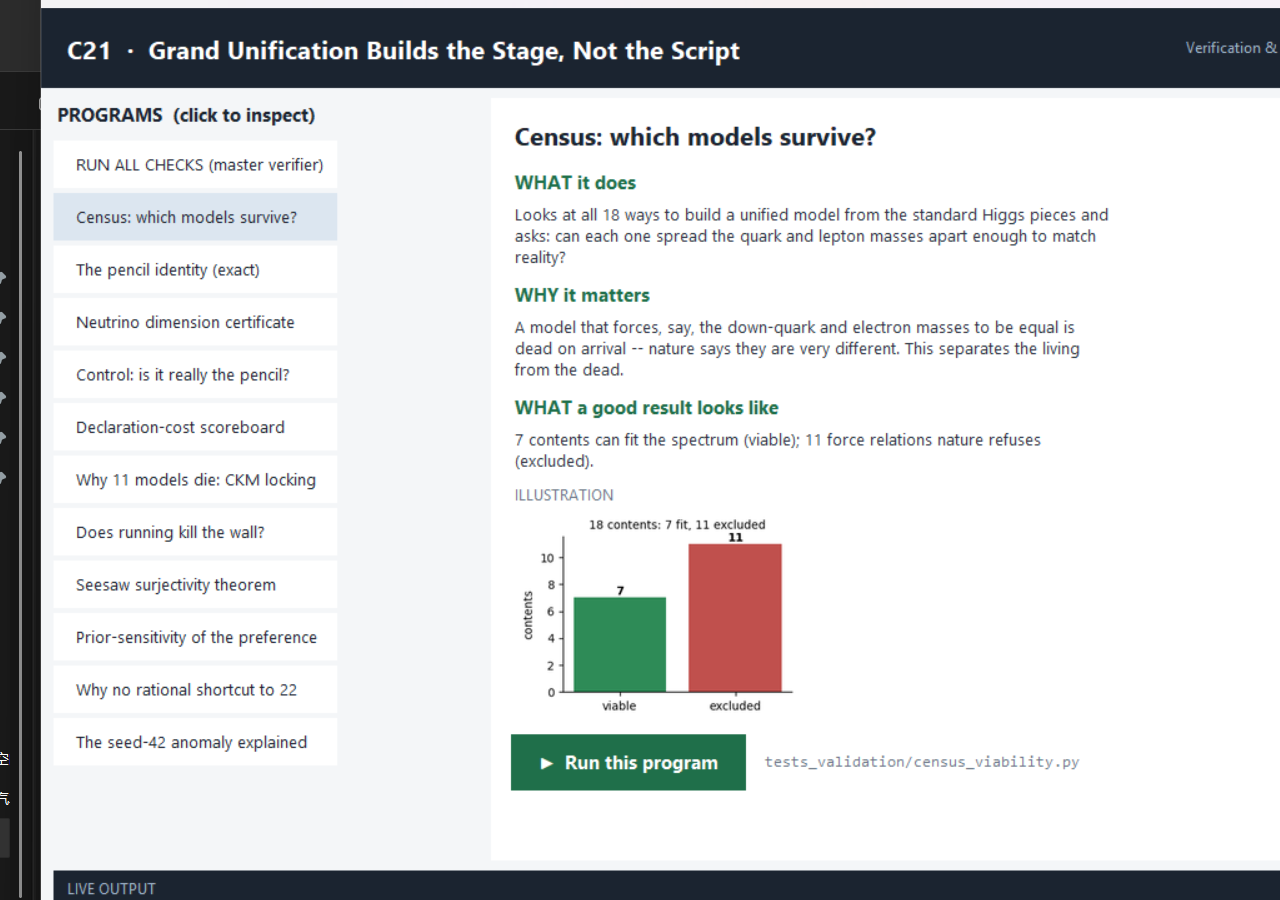 C21 · Grand Unification Builds the Stage, Not the Script
Verification &
PROGRAMS (click to inspect)
RUN ALL CHECKS (master verifier)
Census: which models survive?
The pencil identity (exact)
Neutrino dimension certificate
Control: is it really the pencil?
Declaration-cost scoreboard
Why 11 models die: CKM locking
Does running kill the wall?
Seesaw surjectivity theorem
Prior-sensitivity of the preference
Why no rational shortcut to 22
The seed-42 anomaly explained
空
气
Census: which models survive?
WHAT it does
Looks at all 18 ways to build a unified model from the standard Higgs pieces and
asks: can each one spread the quark and lepton masses apart enough to match
reality?
WHY it matters
A model that forces, say, the down-quark and electron masses to be equal is
dead on arrival -- nature says they are very different. This separates the living
from the dead.
WHAT a good result looks like
7 contents can fit the spectrum (viable); 11 force relations nature refuses
(excluded).
ILLUSTRATION
18 contents: 7 fit, 11 excluded
11
7
contents
10
8
6
4
2
0
viable
excluded
► Run this program
tests_validation/census_viability.py
LIVE OUTPUT